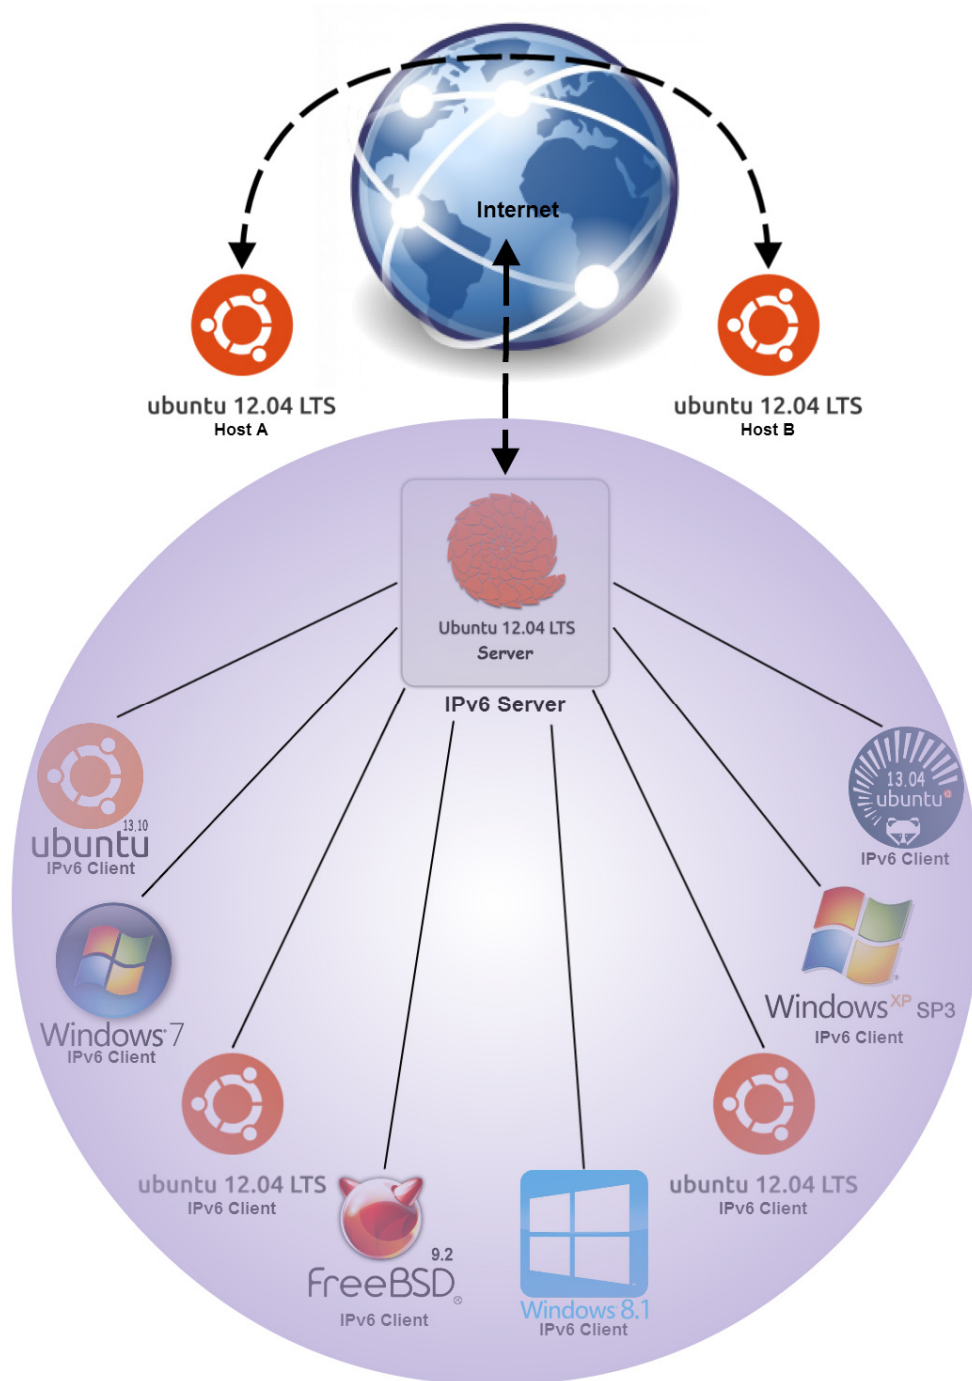 Internet
ubuntu 12.04 LTS
Host A
ubuntu 12.04 LTS
Host B
Ubuntu 12.04 LTS
Server
IPv6 Server
13.10
ubuntu
IPv6 Client
13.04
ubuntu
IPv6 Client
Windows 7
IPv6 Client
Windows XP SP3
IPv6 Client
ubuntu 12.04 LTS
IPv6 Client
ubuntu 12.04 LTS
IPv6 Client
9.2
FreeBSD®
IPv6 Client
Windows 8.1
IPv6 Client